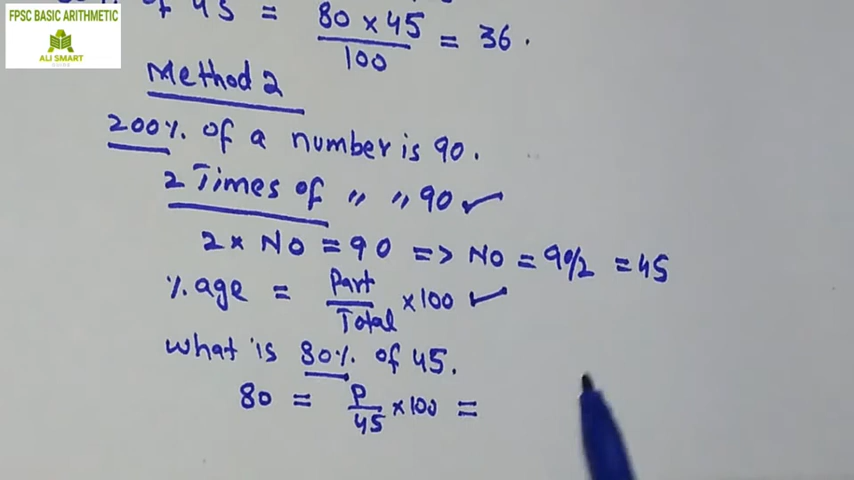 FPSC BASIC ARITHMETIC
ALI SMART
of 45 = 80 × 45 / 100 = 36.
Method 2
200% of a number is 90.
2 Times of " " 90 ✓
2 × No = 90 => No = 90/2 = 45
% age = Part / Total × 100 ✓
What is 80% of 45.
80 = P / 45 × 100 =